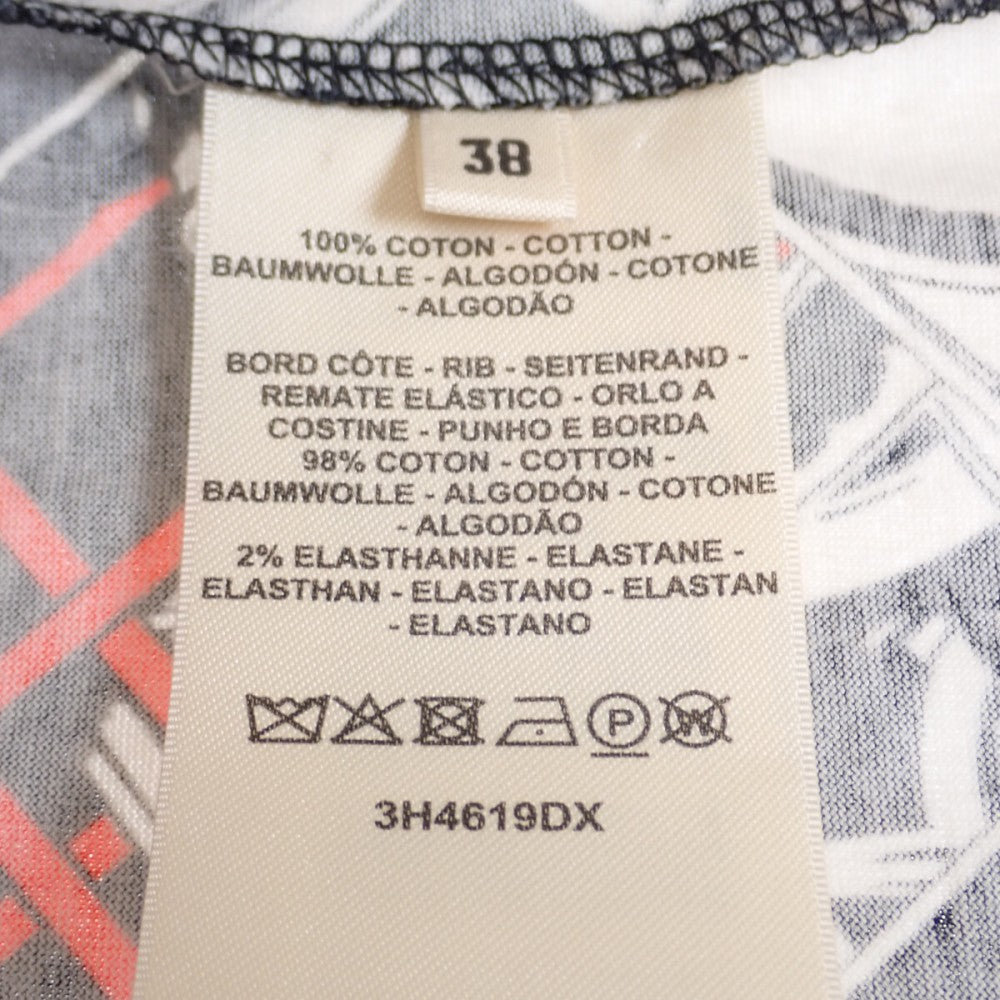 38
100% COTON - COTTON -
BAUMWOLLE - ALGODÓN - COTONE
- ALGODÃO
BORD CÔTE - RIB - SEITENRAND -
REMATE ELÁSTICO - ORLO A
COSTINE - PUNHO E BORDA
98% COTON - COTTON -
BAUMWOLLE - ALGODÓN - COTONE
- ALGODÃO
2% ELASTHANNE - ELASTANE -
ELASTHAN - ELASTANO - ELASTAN
- ELASTANO
P W
3H4619DX